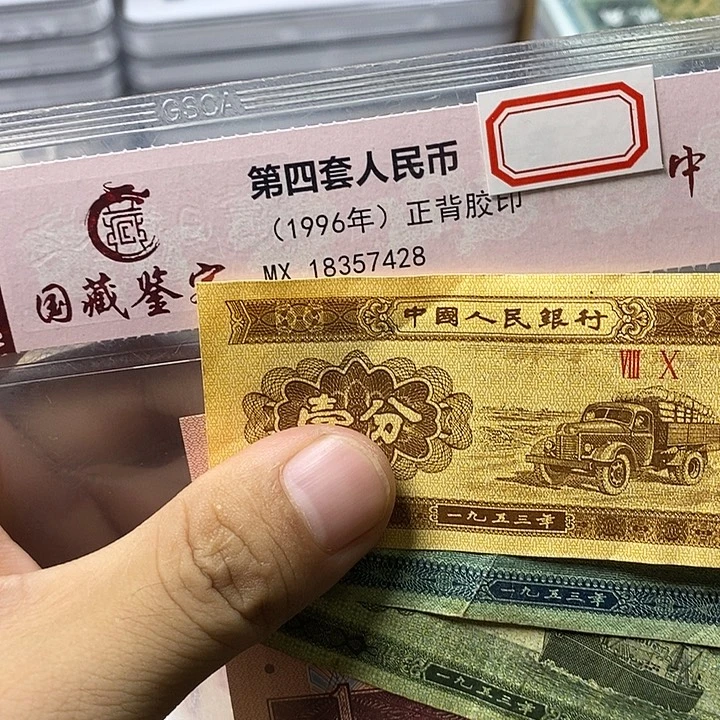 GSCA
第四套人民币
中
（1996年）正背胶印
MX 18357428
国藏鉴定
中國人民銀行
Ⅷ Ⅹ
壹分
一九五三年
一九五三年
一九五三年